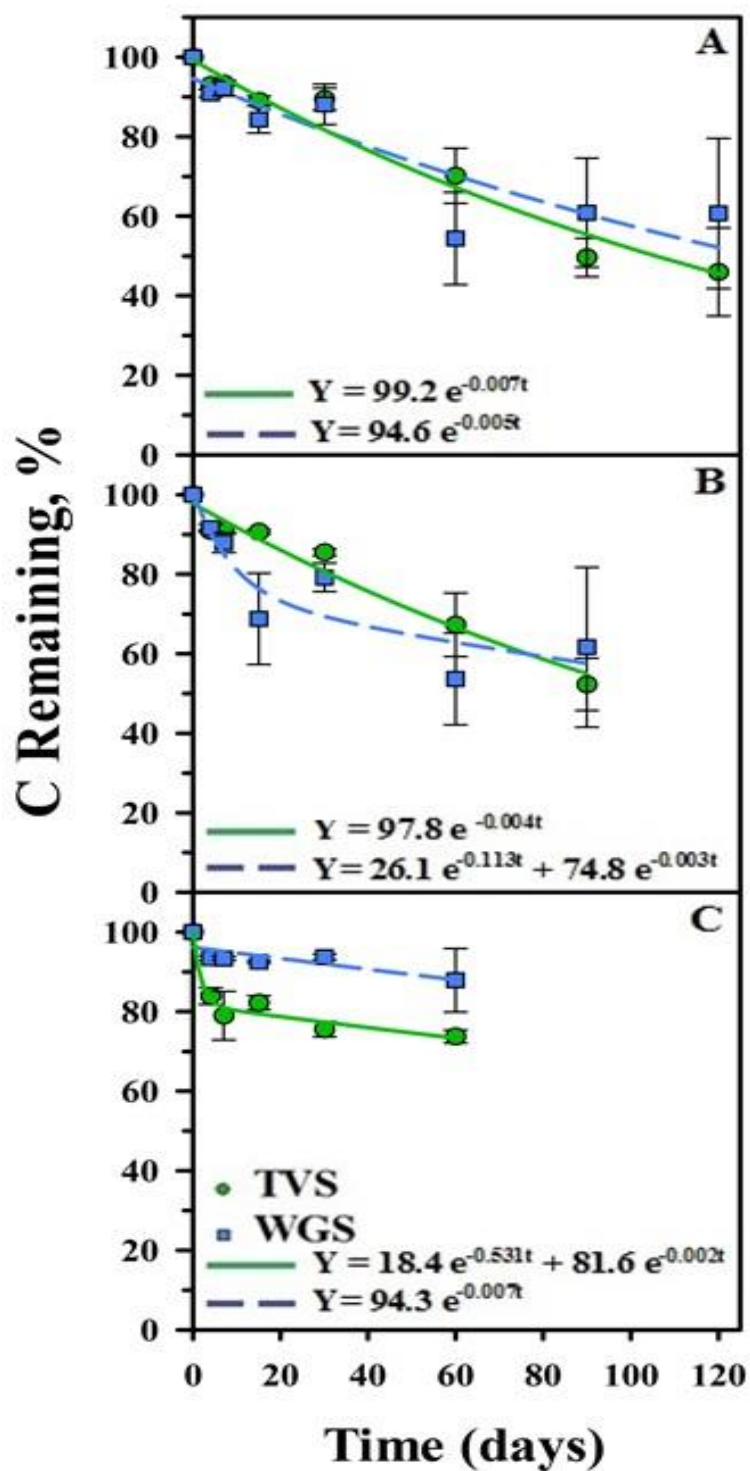 C Remaining, %
A
100
80
60
40
20
0
Y = 99.2 e^-0.007t
Y= 94.6 e^-0.005t
B
100
80
60
40
20
0
Y = 97.8 e^-0.004t
Y= 26.1 e^-0.113t + 74.8 e^-0.003t
C
100
80
60
40
20
0
TVS
WGS
Y = 18.4 e^-0.531t + 81.6 e^-0.002t
Y= 94.3 e^-0.007t
0 20 40 60 80 100 120
Time (days)